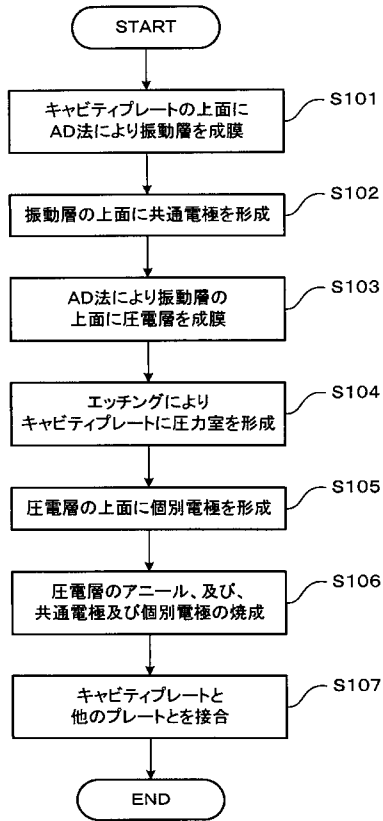 START
キャビティプレートの上面に
AD法により振動層を成膜
S101
振動層の上面に共通電極を形成
S102
AD法により振動層の
上面に圧電層を成膜
S103
エッチングにより
キャビティプレートに圧力室を形成
S104
圧電層の上面に個別電極を形成
S105
圧電層のアニール、及び、
共通電極及び個別電極の焼成
S106
キャビティプレートと
他のプレートとを接合
S107
END